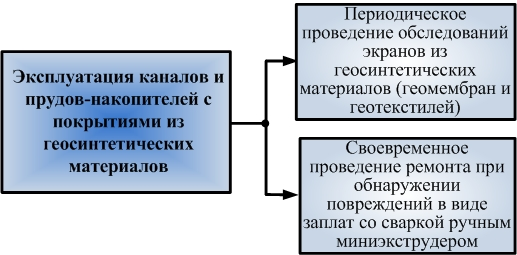 Эксплуатация каналов и
прудов-накопителей с
покрытиями из
геосинтетических
материалов
Периодическое
проведение обследований
экранов из
геосинтетических
материалов (геомембран и
геотекстилей)
Своевременное
проведение ремонта при
обнаружении
повреждений в виде
заплат со сваркой ручным
миниэкструдером